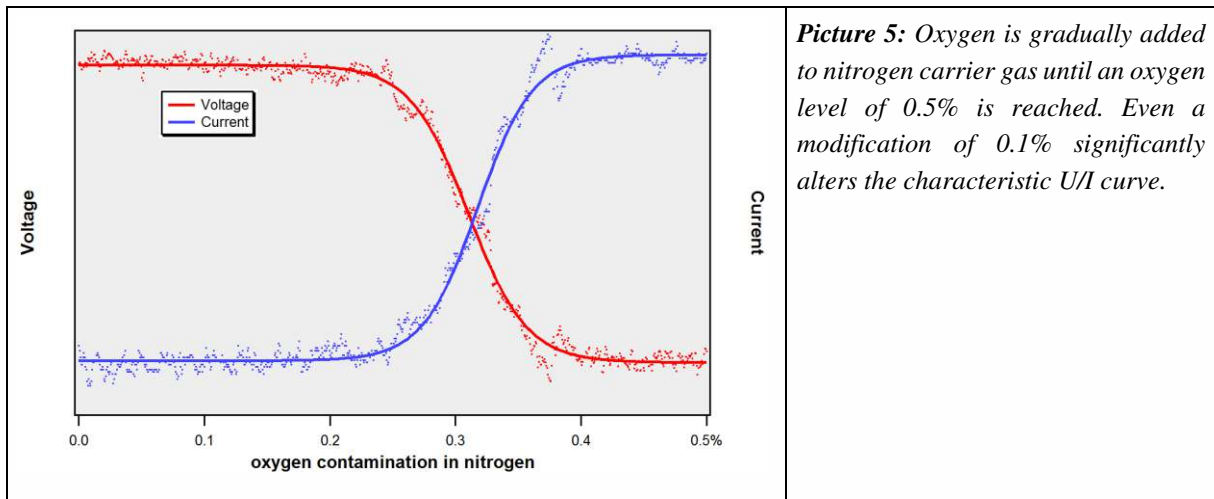 Voltage
Current
Voltage
Current
0.0
0.1
0.2
0.3
0.4
0.5%
oxygen contamination in nitrogen
Picture 5: Oxygen is gradually added
to nitrogen carrier gas until an oxygen
level of 0.5% is reached. Even a
modification of 0.1% significantly
alters the characteristic U/I curve.